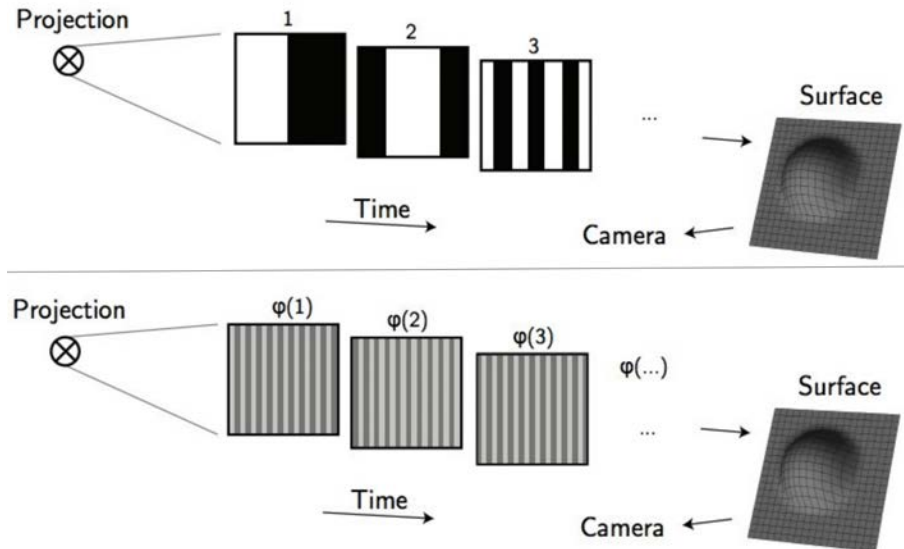 Projection
1
2
3
...
Surface
Time
Camera
Projection
φ(1)
φ(2)
φ(3)
φ(...)
...
Surface
Time
Camera